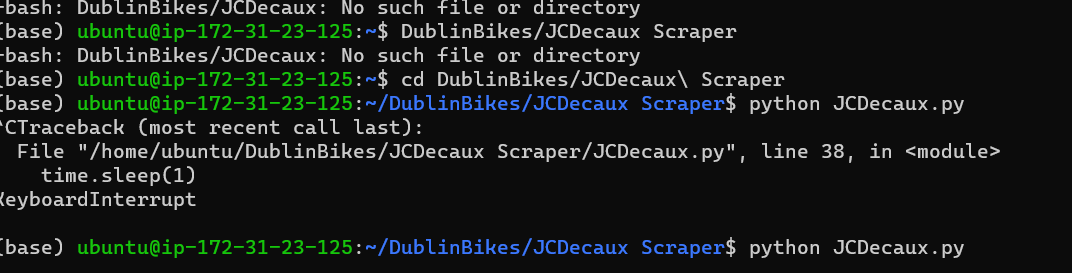 -bash: DublinBikes/JCDecaux: No such file or directory
(base) ubuntu@ip-172-31-23-125:~$ DublinBikes/JCDecaux Scraper
-bash: DublinBikes/JCDecaux: No such file or directory
(base) ubuntu@ip-172-31-23-125:~$ cd DublinBikes/JCDecaux\ Scraper
(base) ubuntu@ip-172-31-23-125:~/DublinBikes/JCDecaux Scraper$ python JCDecaux.py
^CTraceback (most recent call last):
  File "/home/ubuntu/DublinBikes/JCDecaux Scraper/JCDecaux.py", line 38, in <module>
    time.sleep(1)
KeyboardInterrupt
(base) ubuntu@ip-172-31-23-125:~/DublinBikes/JCDecaux Scraper$ python JCDecaux.py